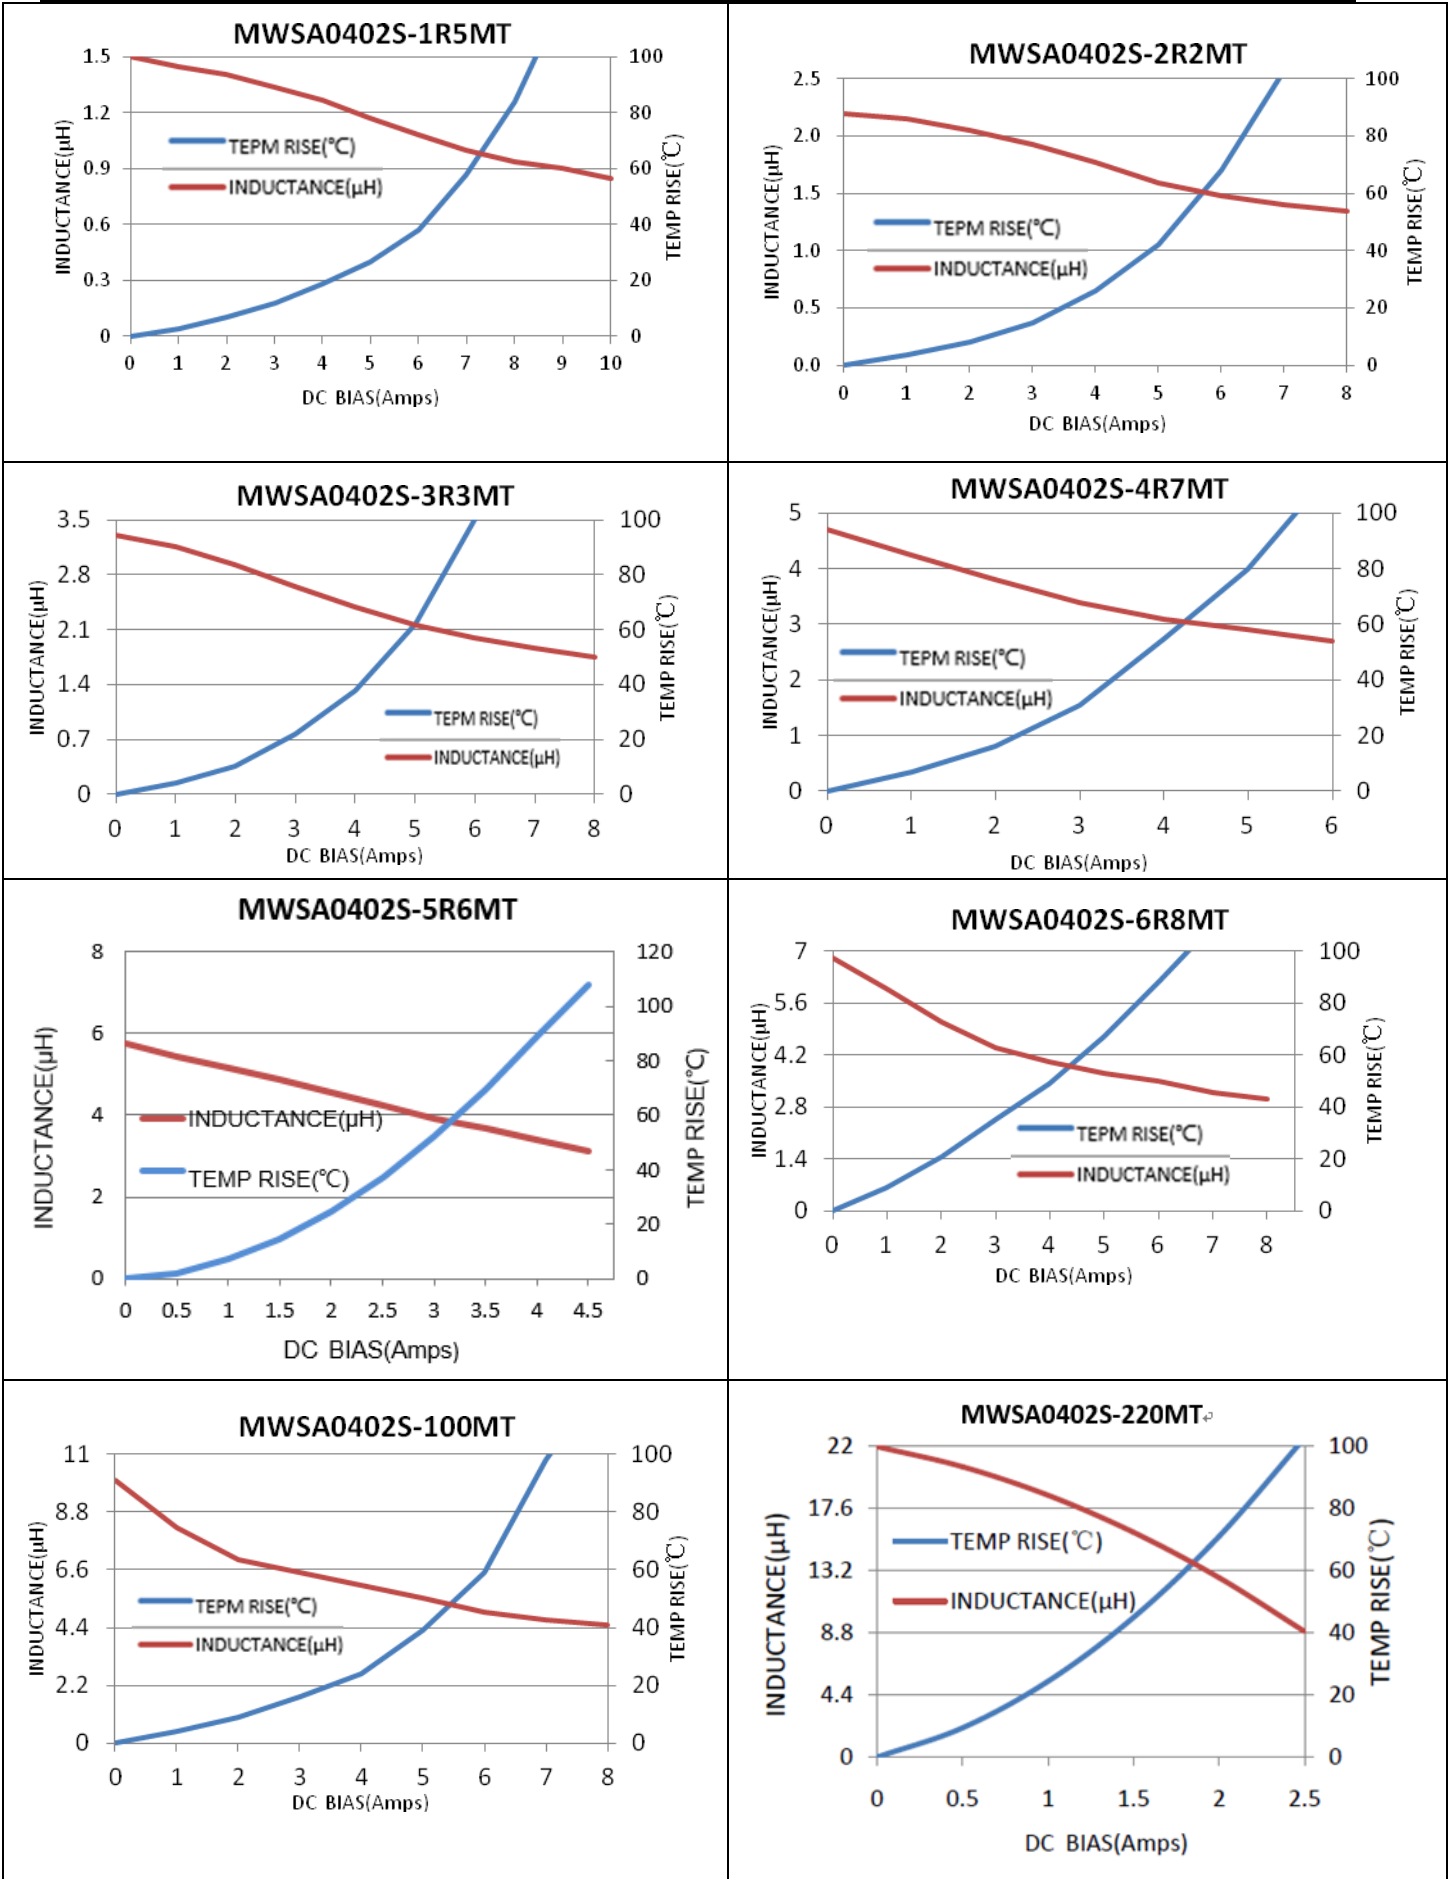 MWSA0402S-1R5MT
1.5
1.2
0.9
0.6
0.3
0
100
80
60
40
20
0
INDUCTANCE(μH)
TEPM RISE(℃)
INDUCTANCE(μH)
TEMP RISE(℃)
0 1 2 3 4 5 6 7 8 9 10
DC BIAS(Amps)
MWSA0402S-2R2MT
2.5
2.0
1.5
1.0
0.5
0.0
100
80
60
40
20
0
INDUCTANCE(μH)
TEPM RISE(℃)
INDUCTANCE(μH)
TEMP RISE(℃)
0 1 2 3 4 5 6 7 8
DC BIAS(Amps)
MWSA0402S-3R3MT
3.5
2.8
2.1
1.4
0.7
0
100
80
60
40
20
0
INDUCTANCE(μH)
TEPM RISE(℃)
INDUCTANCE(μH)
TEMP RISE(℃)
0 1 2 3 4 5 6 7 8
DC BIAS(Amps)
MWSA0402S-4R7MT
5
4
3
2
1
0
100
80
60
40
20
0
INDUCTANCE(μH)
TEPM RISE(℃)
INDUCTANCE(μH)
TEMP RISE(℃)
0 1 2 3 4 5 6
DC BIAS(Amps)
MWSA0402S-5R6MT
8
6
4
2
0
120
100
80
60
40
20
0
INDUCTANCE(μH)
INDUCTANCE(μH)
TEMP RISE(℃)
TEMP RISE(℃)
0 0.5 1 1.5 2 2.5 3 3.5 4 4.5
DC BIAS(Amps)
MWSA0402S-6R8MT
7
5.6
4.2
2.8
1.4
0
100
80
60
40
20
0
INDUCTANCE(μH)
TEPM RISE(℃)
INDUCTANCE(μH)
TEMP RISE(℃)
0 1 2 3 4 5 6 7 8
DC BIAS(Amps)
MWSA0402S-100MT
11
8.8
6.6
4.4
2.2
0
100
80
60
40
20
0
INDUCTANCE(μH)
TEPM RISE(℃)
INDUCTANCE(μH)
TEMP RISE(℃)
0 1 2 3 4 5 6 7 8
DC BIAS(Amps)
MWSA0402S-220MT↵
22
17.6
13.2
8.8
4.4
0
100
80
60
40
20
0
INDUCTANCE(μH)
TEMP RISE(℃)
INDUCTANCE(μH)
TEMP RISE(℃)
0 0.5 1 1.5 2 2.5
DC BIAS(Amps)